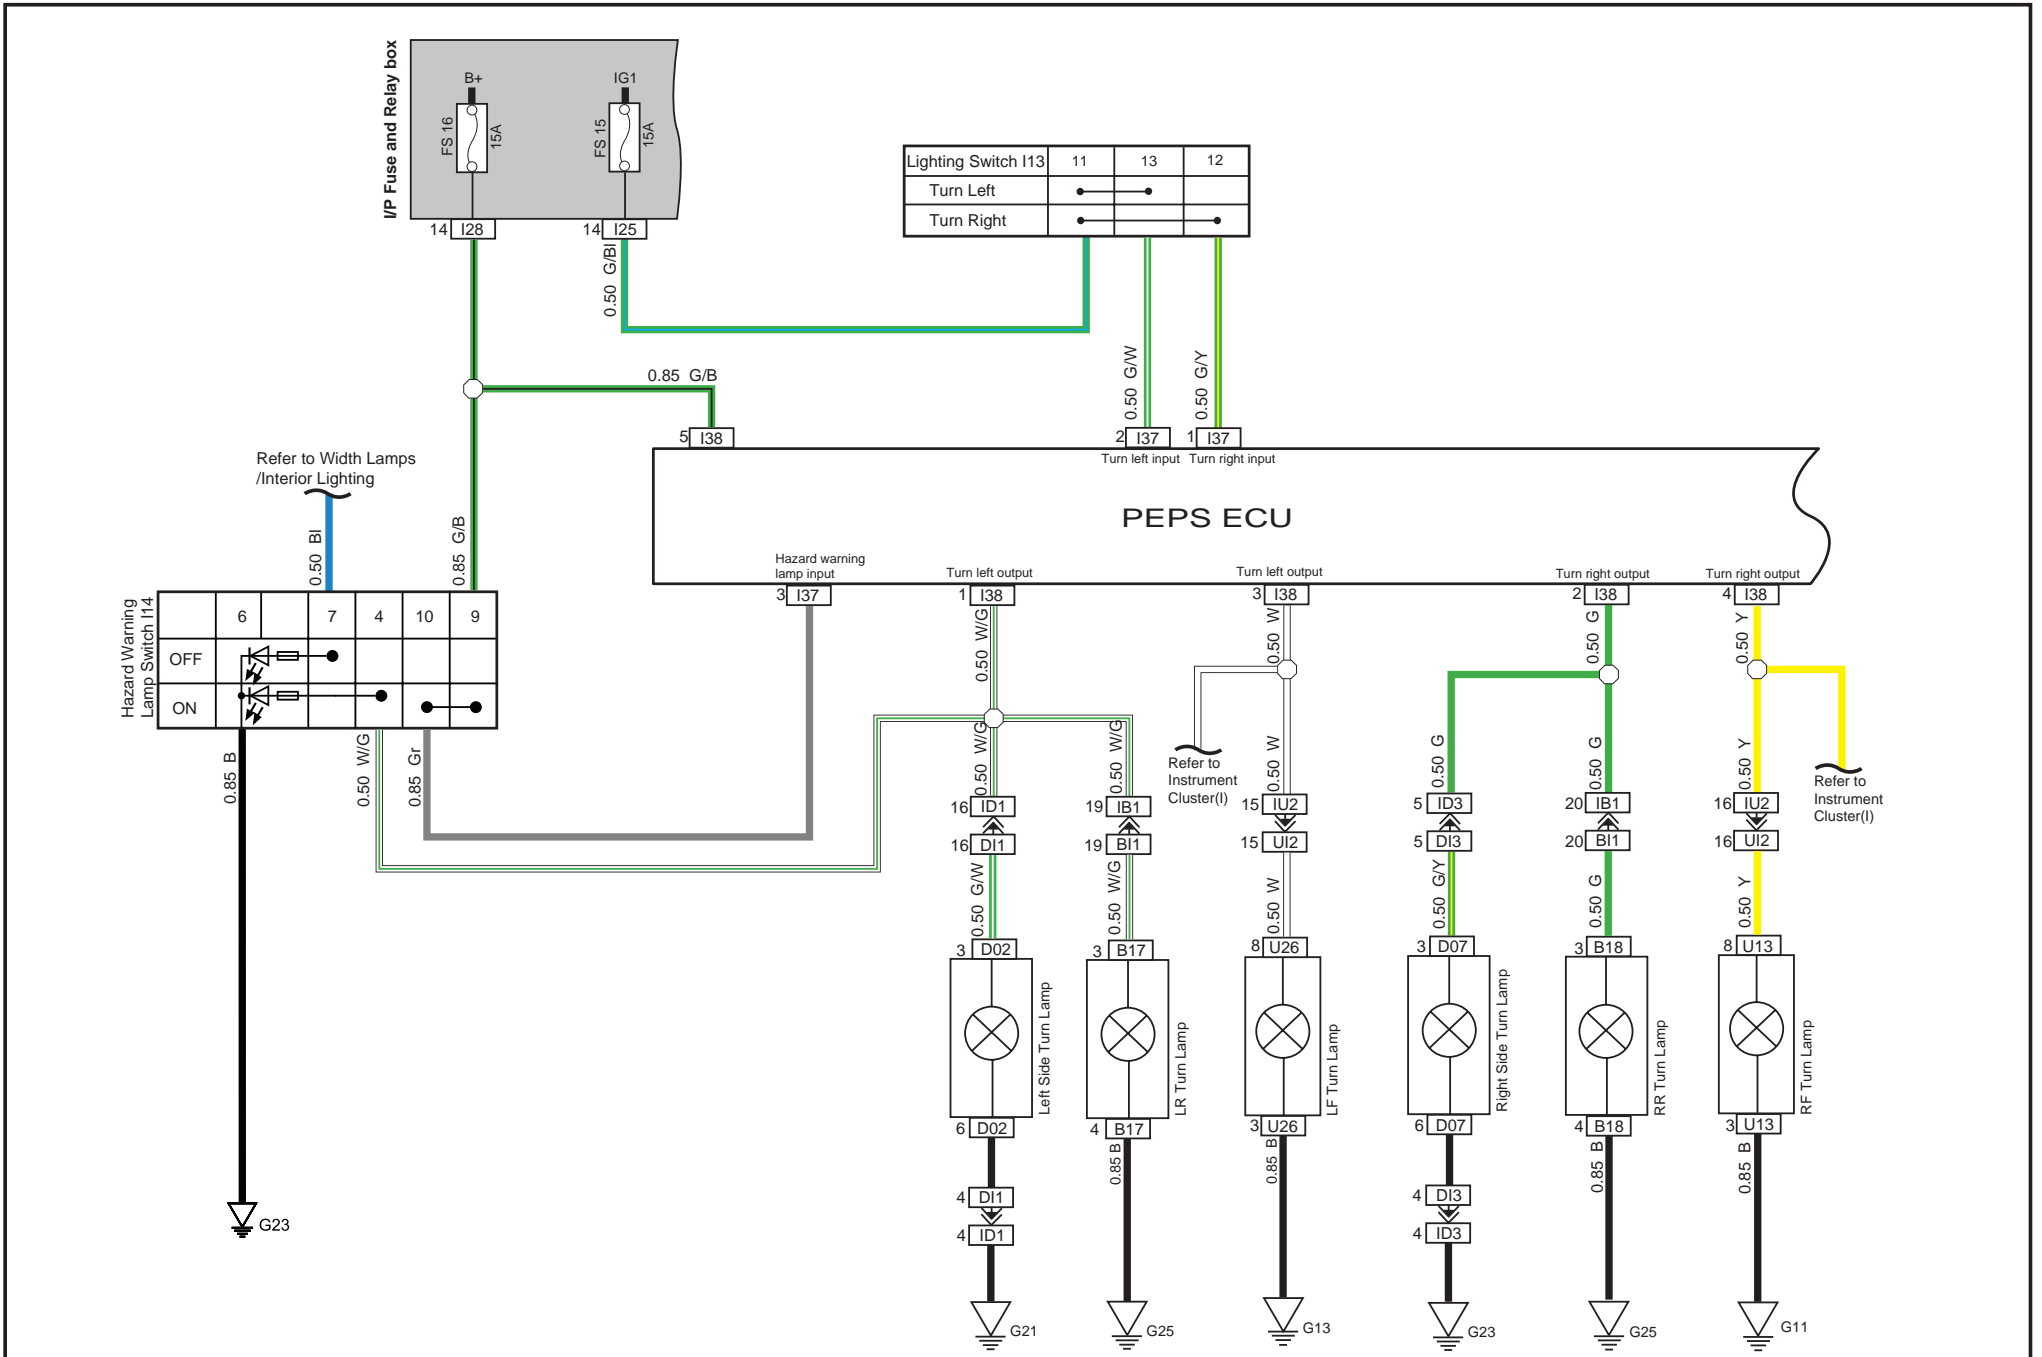 I/P Fuse and Relay box
B+
IG1
FS 16
15A
FS 15
15A
14 I28
14 I25
0.50 G/Bl
Lighting Switch I13 11 13 12
Turn Left
Turn Right
0.50 G/W
0.50 G/Y
0.85 G/B
5 I38
2 I37
1 I37
Turn left input
Turn right input
PEPS ECU
Refer to Width Lamps
/Interior Lighting
0.50 Bl
0.85 G/B
Hazard warning
lamp input
Turn left output
Turn left output
Turn right output
Turn right output
3 I37
1 I38
3 I38
2 I38
4 I38
Hazard Warning
Lamp Switch I14
6 7 4 10 9
OFF
ON
0.85 B
0.50 W/G
0.85 Gr
0.50 W/G
0.50 W
0.50 G
0.50 Y
0.50 W/G
0.50 W/G
Refer to
Instrument
Cluster(I)
0.50 W
0.50 G
0.50 G
0.50 Y
Refer to
Instrument
Cluster(I)
16 ID1
19 IB1
15 IU2
5 ID3
20 IB1
16 IU2
16 DI1
19 BI1
15 UI2
5 DI3
20 BI1
16 UI2
0.50 G/W
0.50 W/G
0.50 W
0.50 G/Y
0.50 G
0.50 Y
3 D02
3 B17
8 U26
3 D07
3 B18
8 U13
Left Side Turn Lamp
LR Turn Lamp
LF Turn Lamp
Right Side Turn Lamp
RR Turn Lamp
RF Turn Lamp
6 D02
4 B17
3 U26
6 D07
4 B18
3 U13
0.85 B
0.85 B
0.85 B
0.85 B
4 DI1
4 DI3
4 ID1
4 ID3
G23
G21
G25
G13
G23
G25
G11